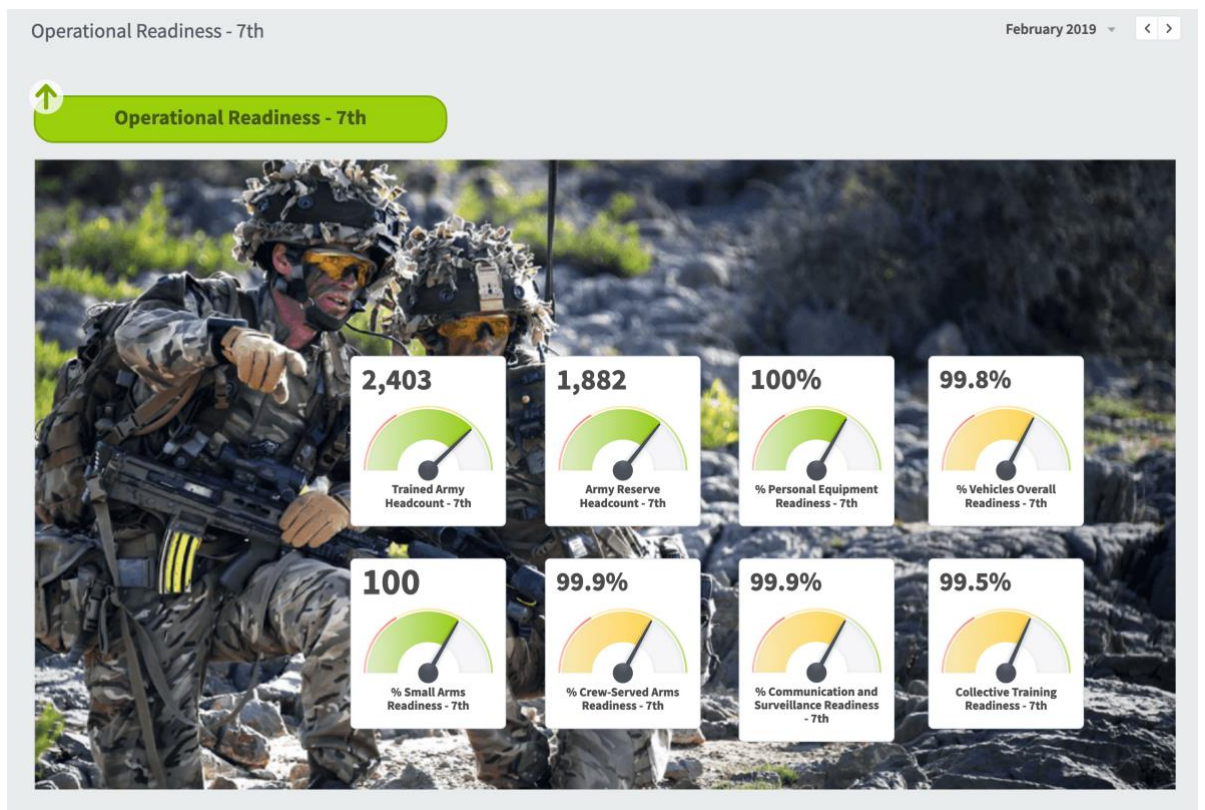 Operational Readiness - 7th
February 2019
Operational Readiness - 7th
2,403
Trained Army
Headcount - 7th
1,882
Army Reserve
Headcount - 7th
100%
% Personal Equipment
Readiness - 7th
99.8%
% Vehicles Overall
Readiness - 7th
100
% Small Arms
Readiness - 7th
99.9%
% Crew-Served Arms
Readiness - 7th
99.9%
% Communication and
Surveillance Readiness
- 7th
99.5%
Collective Training
Readiness - 7th